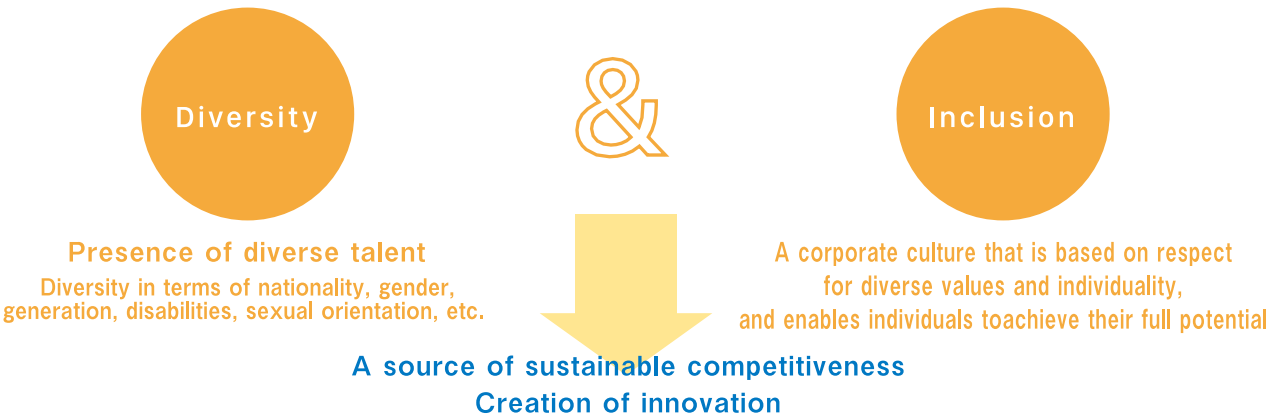 Diversity
&
Inclusion
Presence of diverse talent
Diversity in terms of nationality, gender,
generation, disabilities, sexual orientation, etc.
A corporate culture that is based on respect
for diverse values and individuality,
and enables individuals toachieve their full potential
A source of sustainable competitiveness
Creation of innovation